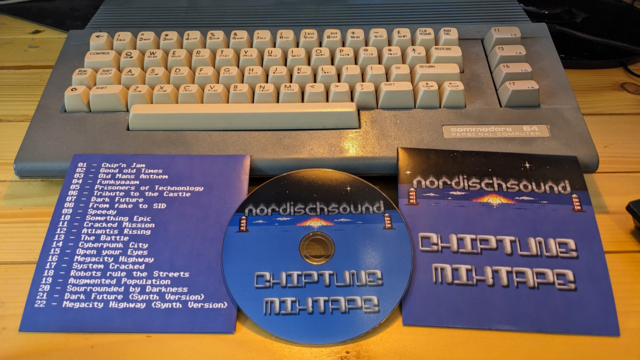 commodore 64
PERSONAL COMPUTER
01 - Chip'n Jam
02 - Good old Times
03 - Old Mans Anthem
04 - Funkyaaam
05 - Prisoners of Technonlogy
06 - Tribute to the Castle
07 - Dark Future
08 - From fake to SID
09 - Speedy
10 - Something Epic
11 - Cracked Mission
12 - Atlantis Rising
13 - The Battle
14 - Cyberpunk City
15 - Open your Eyes
16 - Megacity Highway
17 - System Cracked
18 - Robots rule the Streets
19 - Augmented Population
20 - Sourrounded by Darkness
21 - Dark Future (Synth Version)
22 - Megacity Highway (Synth Version)
nordischsound
CHIPTUNE
MIXTAPE
nordischsound
CHIPTUNE
MIXTAPE